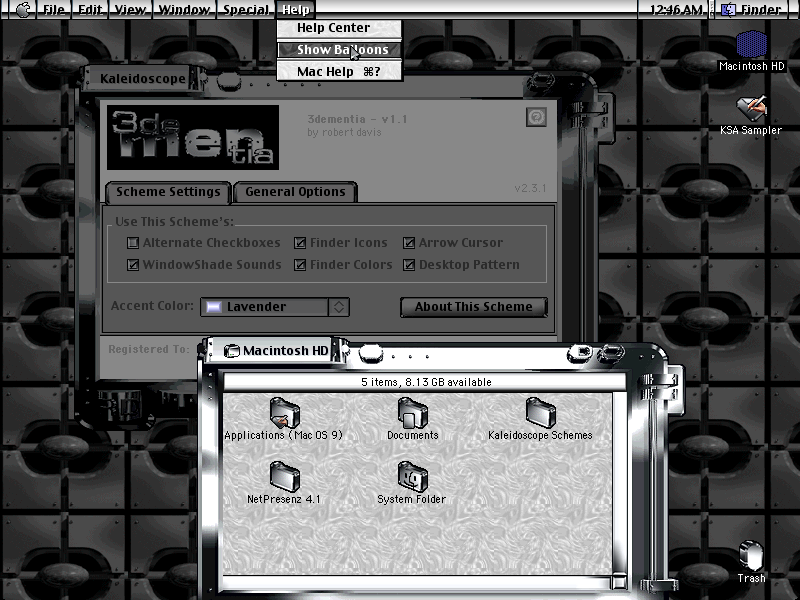 File Edit View Window Special Help 12:46 AM Finder
Help Center
Show Balloons
Mac Help ⌘?
Macintosh HD
KSA Sampler
Kaleidoscope
3de
men
tia
3dementia - v1.1
by robert davis
v2.3.1
Scheme Settings General Options
Use This Scheme's:
Alternate Checkboxes Finder Icons Arrow Cursor
WindowShade Sounds Finder Colors Desktop Pattern
Accent Color: Lavender About This Scheme
Registered To:
Macintosh HD
5 items, 8.13 GB available
Applications (Mac OS 9) Documents Kaleidoscope Schemes
NetPresenz 4.1 System Folder
Trash